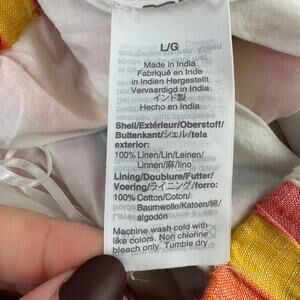 L/G
Made in India
Fabriqué en Inde
in Indien Hergestellt
Vervaardigd in India
インド製
Hecho en India
Shell/Extérieur/Oberstoff/
Buitenkant/シェル/tela
exterior:
100% Linen/Lin/Leinen/
Linnen/麻/lino
Lining/Doublure/Futter/
Voering/ライニング/forro:
100% Cotton/Coton/
Baumwolle/Katoen/綿/
algodón
Machine wash cold with
like colors. Non chlorine
bleach only. Tumble dry